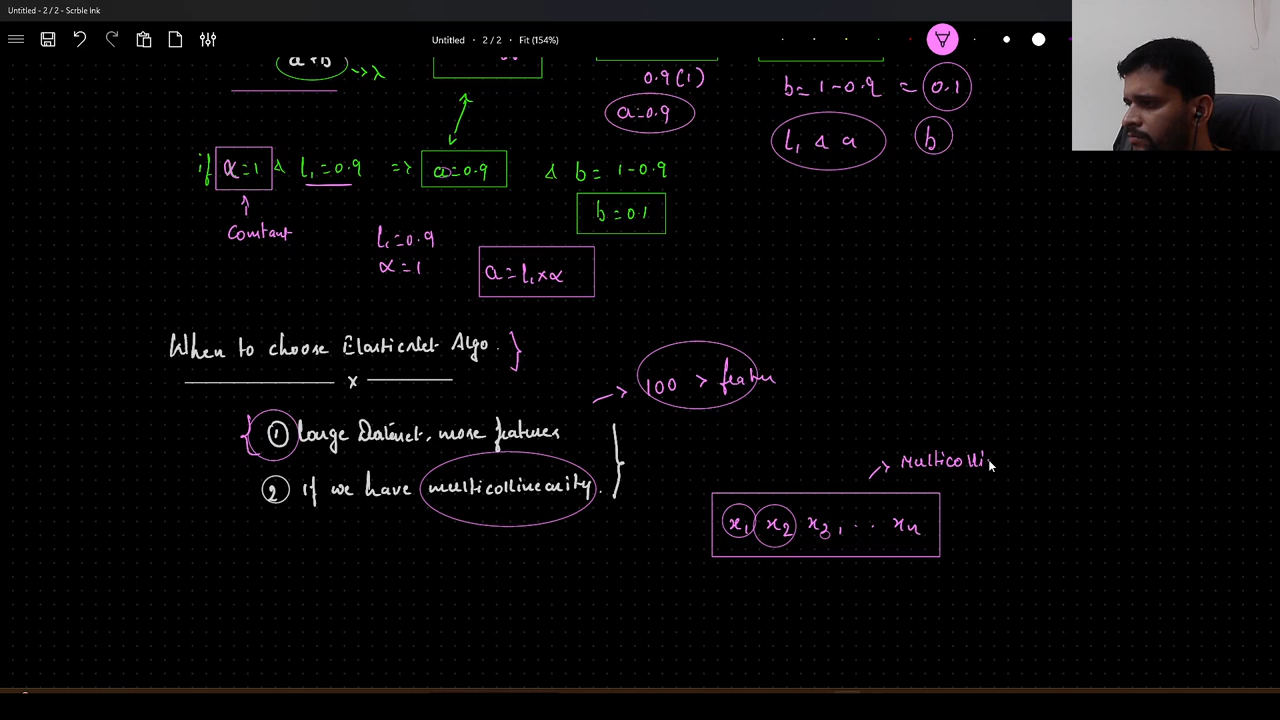 Untitled - 2 / 2 - Scrble Ink
Untitled • 2 / 2 • Fit (154%)
a+b → λ
0.9(1)
a=0.9
b= 1-0.9 = 0.1
l₁ & a
b
if α=1 & l₁=0.9 => a=0.9 & b= 1-0.9
b=0.1
Constant
l₁=0.9
α=1
a= l₁×α
When to choose ElasticNet Algo.
x
→ 100 > featur
① Large Dataset, more features
② if we have multicollinearity.
→ Multicolli
x₁ x₂ x₃, .. xn